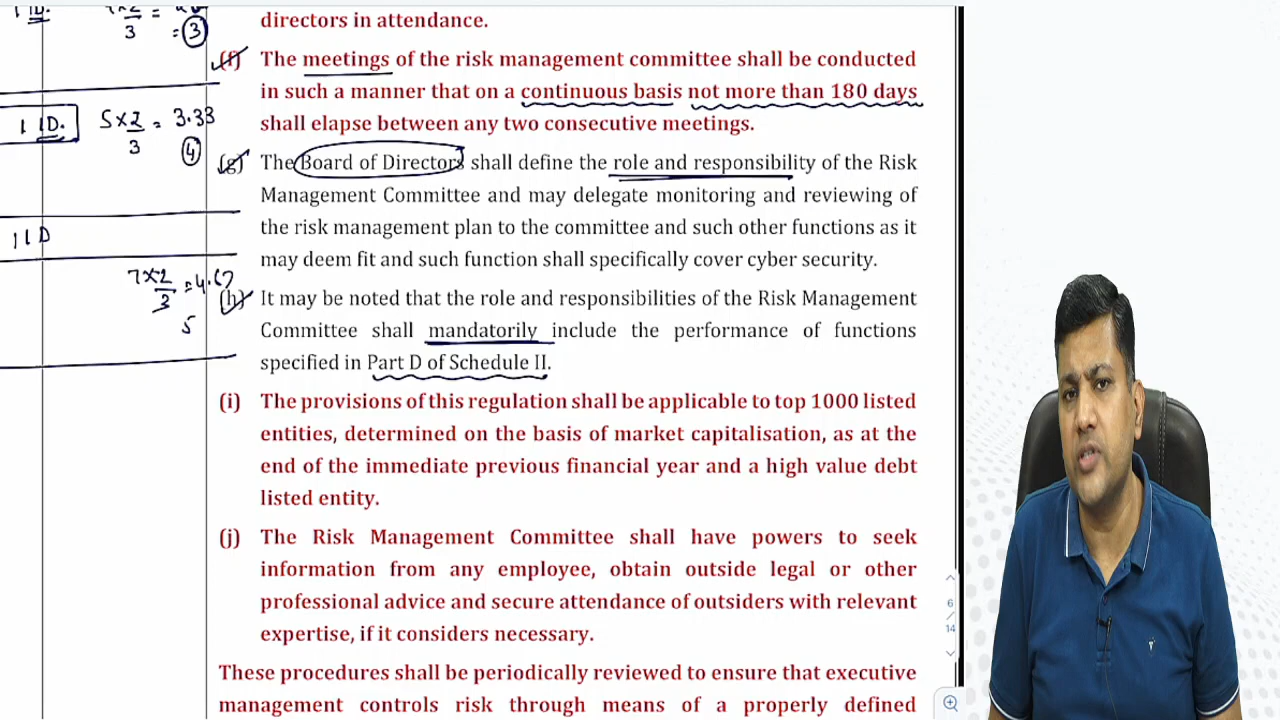 1 ID.
= 3
3
directors in attendance.
(f) The meetings of the risk management committee shall be conducted
in such a manner that on a continuous basis not more than 180 days
shall elapse between any two consecutive meetings.
1 ID. 5 × 2 = 3.33
3
4
(g) The Board of Directors shall define the role and responsibility of the Risk
Management Committee and may delegate monitoring and reviewing of
the risk management plan to the committee and such other functions as it
may deem fit and such function shall specifically cover cyber security.
1 ID
7×2 = 4.67
3
5
(h) It may be noted that the role and responsibilities of the Risk Management
Committee shall mandatorily include the performance of functions
specified in Part D of Schedule II.
(i) The provisions of this regulation shall be applicable to top 1000 listed
entities, determined on the basis of market capitalisation, as at the
end of the immediate previous financial year and a high value debt
listed entity.
(j) The Risk Management Committee shall have powers to seek
information from any employee, obtain outside legal or other
professional advice and secure attendance of outsiders with relevant
expertise, if it considers necessary.
These procedures shall be periodically reviewed to ensure that executive
management controls risk through means of a properly defined
6
/
14